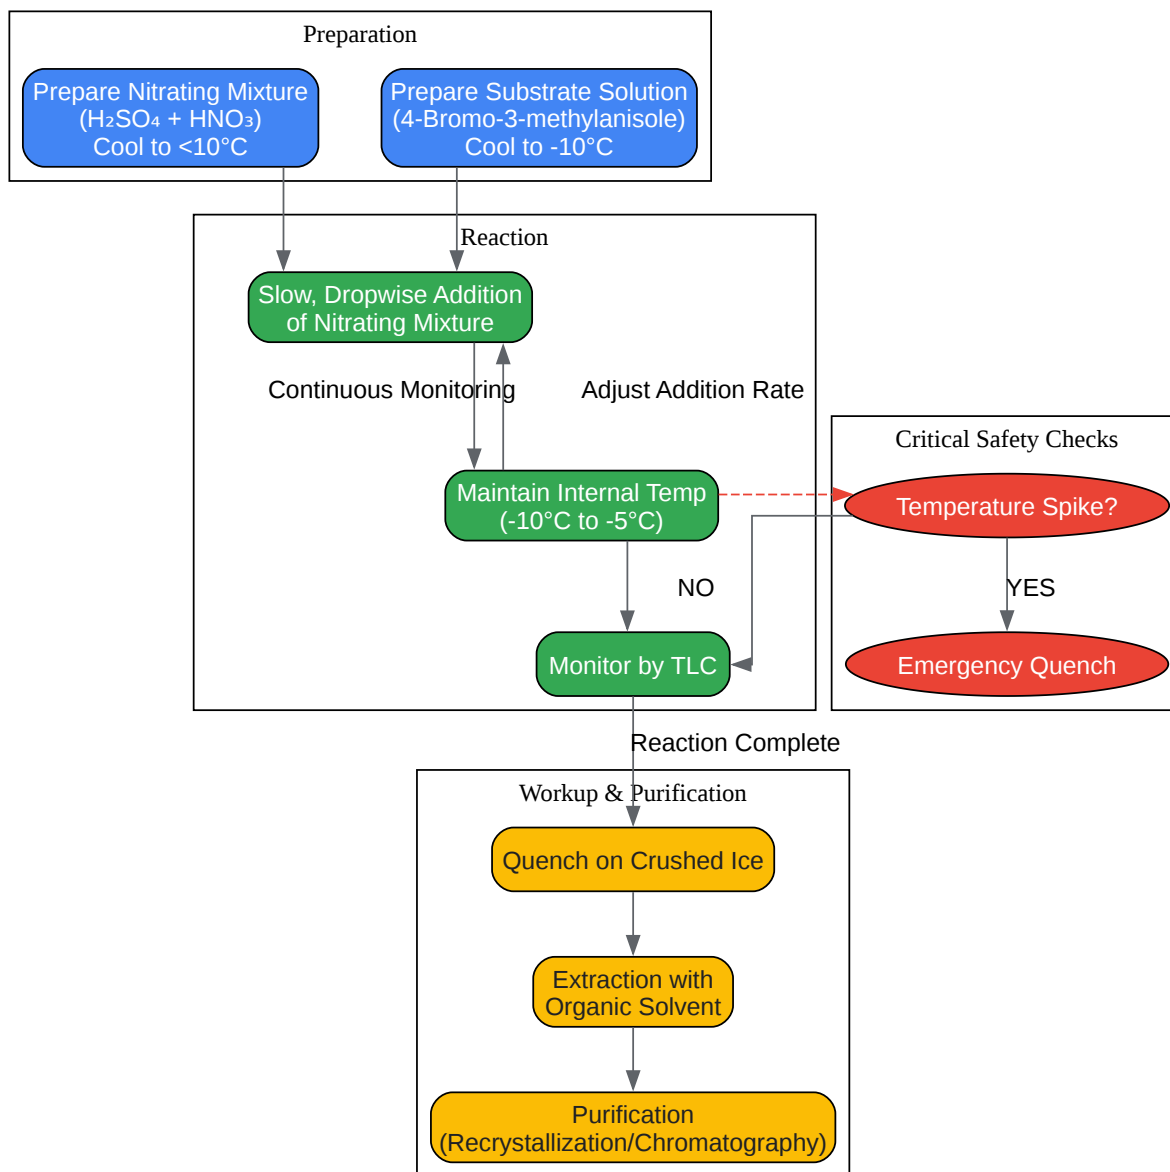 Preparation
Prepare Nitrating Mixture
(H₂SO₄ + HNO₃)
Cool to <10°C
Prepare Substrate Solution
(4-Bromo-3-methylanisole)
Cool to -10°C
Reaction
Slow, Dropwise Addition
of Nitrating Mixture
Continuous Monitoring
Adjust Addition Rate
Critical Safety Checks
Maintain Internal Temp
(-10°C to -5°C)
Temperature Spike?
NO
YES
Monitor by TLC
Emergency Quench
Reaction Complete
Workup & Purification
Quench on Crushed Ice
Extraction with
Organic Solvent
Purification
(Recrystallization/Chromatography)